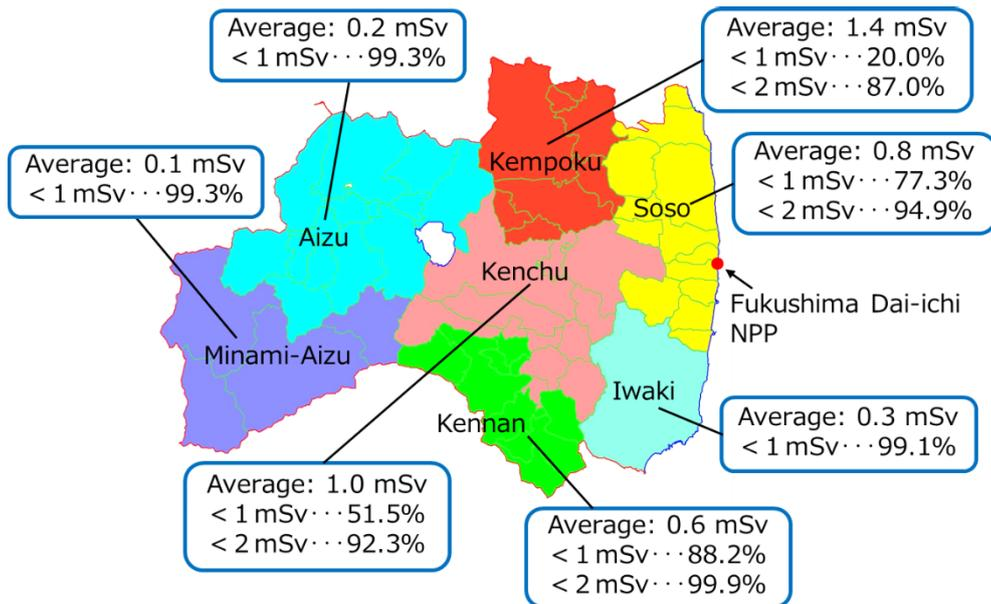 Average: 0.2 mSv
< 1 mSv···99.3%
Average: 1.4 mSv
< 1 mSv···20.0%
< 2 mSv···87.0%
Average: 0.1 mSv
< 1 mSv···99.3%
Average: 0.8 mSv
< 1 mSv···77.3%
< 2 mSv···94.9%
Kempoku
Soso
Aizu
Kenchu
Fukushima Dai-ichi
NPP
Minami-Aizu
Iwaki
Kennan
Average: 0.3 mSv
< 1 mSv···99.1%
Average: 1.0 mSv
< 1 mSv···51.5%
< 2 mSv···92.3%
Average: 0.6 mSv
< 1 mSv···88.2%
< 2 mSv···99.9%